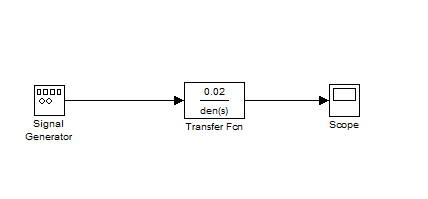 0.02
den(s)
Signal
Generator
Transfer Fcn
Scope